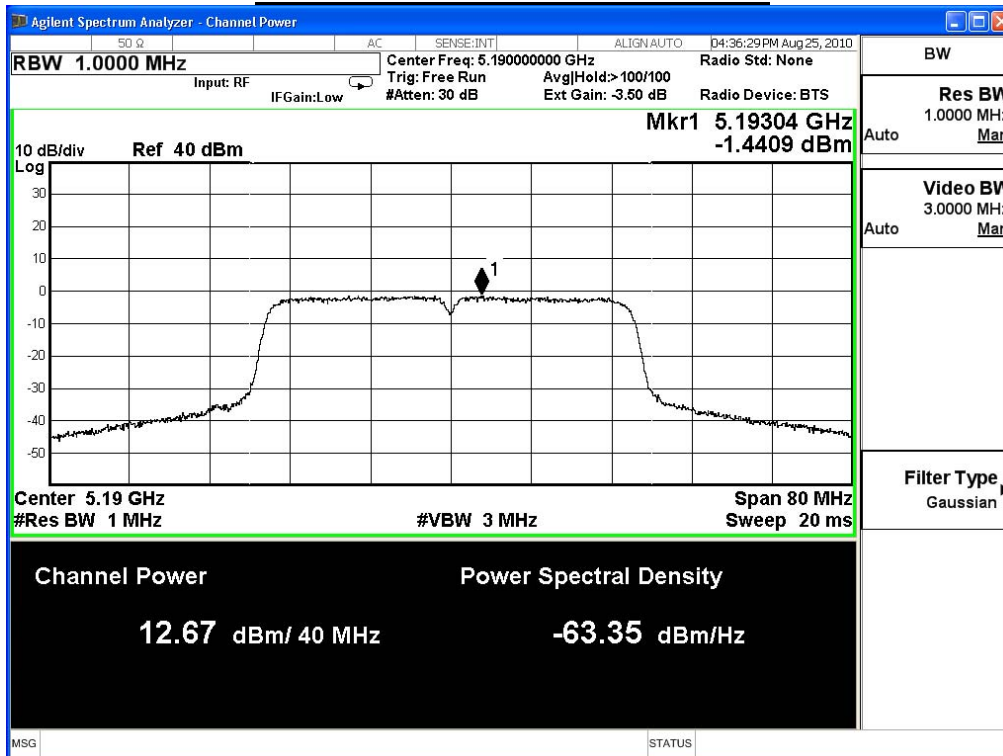 Agilent Spectrum Analyzer - Channel Power
50 Ω AC SENSE:INT ALIGN AUTO 04:36:29 PM Aug 25, 2010
RBW 1.0000 MHz
Input: RF
IFGain:Low
Center Freq: 5.190000000 GHz
Trig: Free Run Avg|Hold:>100/100
#Atten: 30 dB Ext Gain: -3.50 dB
Radio Std: None
Radio Device: BTS
Mkr1 5.19304 GHz
-1.4409 dBm
10 dB/div Ref 40 dBm
Log
30
20
10
0
-10
-20
-30
-40
-50
1
Center 5.19 GHz Span 80 MHz
#Res BW 1 MHz #VBW 3 MHz Sweep 20 ms
Channel Power Power Spectral Density
12.67 dBm/ 40 MHz -63.35 dBm/Hz
MSG STATUS
BW
Res BW
1.0000 MHz
Auto Man
Video BW
3.0000 MHz
Auto Man
Filter Type
Gaussian